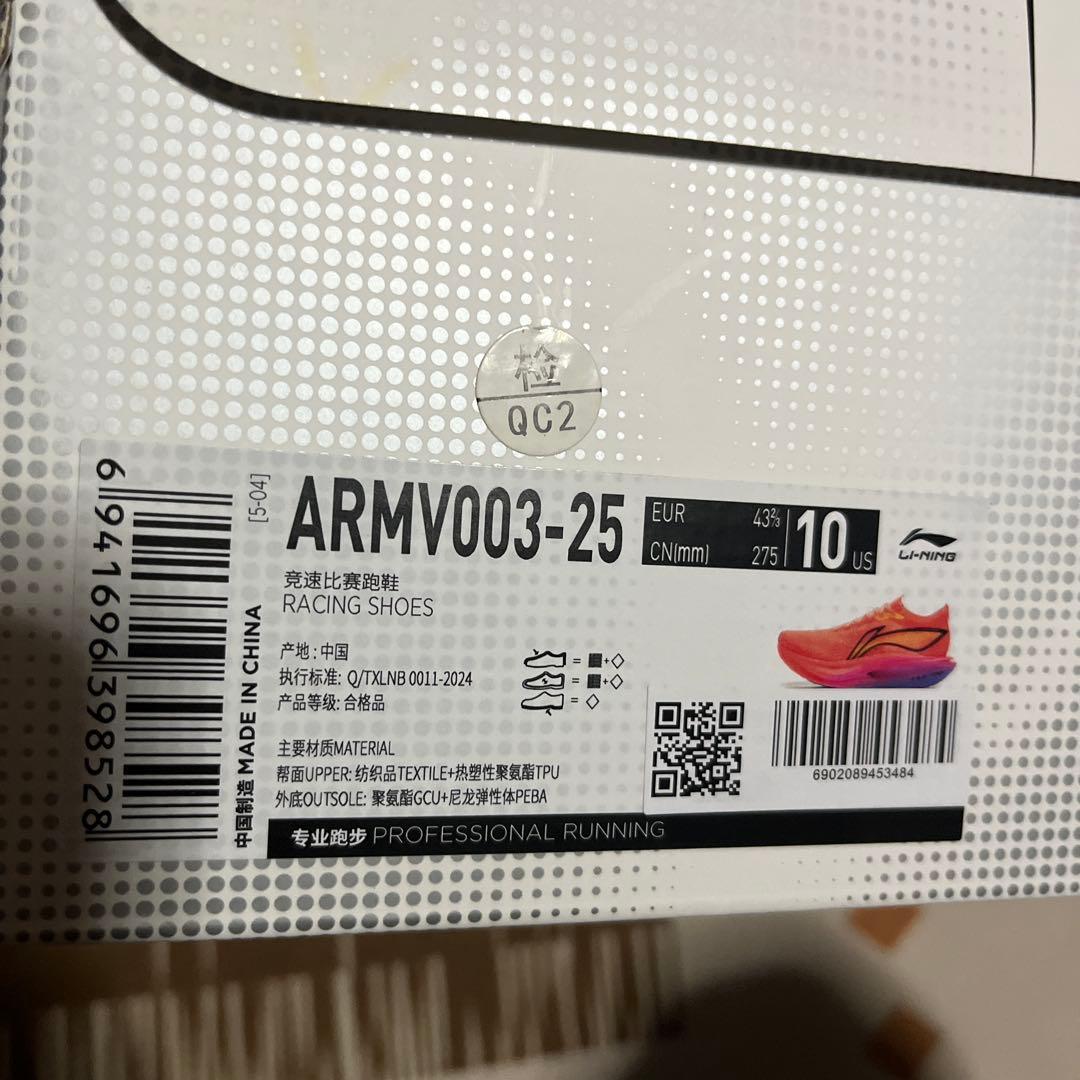 检
QC2
6 941696 398528
[5-04]
中国制造 MADE IN CHINA
ARMV003-25
EUR 43⅔
CN(mm) 275
10 US
LI-NING
竞速比赛跑鞋
RACING SHOES
产地 : 中国
执行标准: Q/TXLNB 0011-2024
产品等级: 合格品
主要材质MATERIAL
帮面UPPER: 纺织品TEXTILE+热塑性聚氨酯TPU
外底OUTSOLE: 聚氨酯GCU+尼龙弹性体PEBA
6902089453484
专业跑步 PROFESSIONAL RUNNING